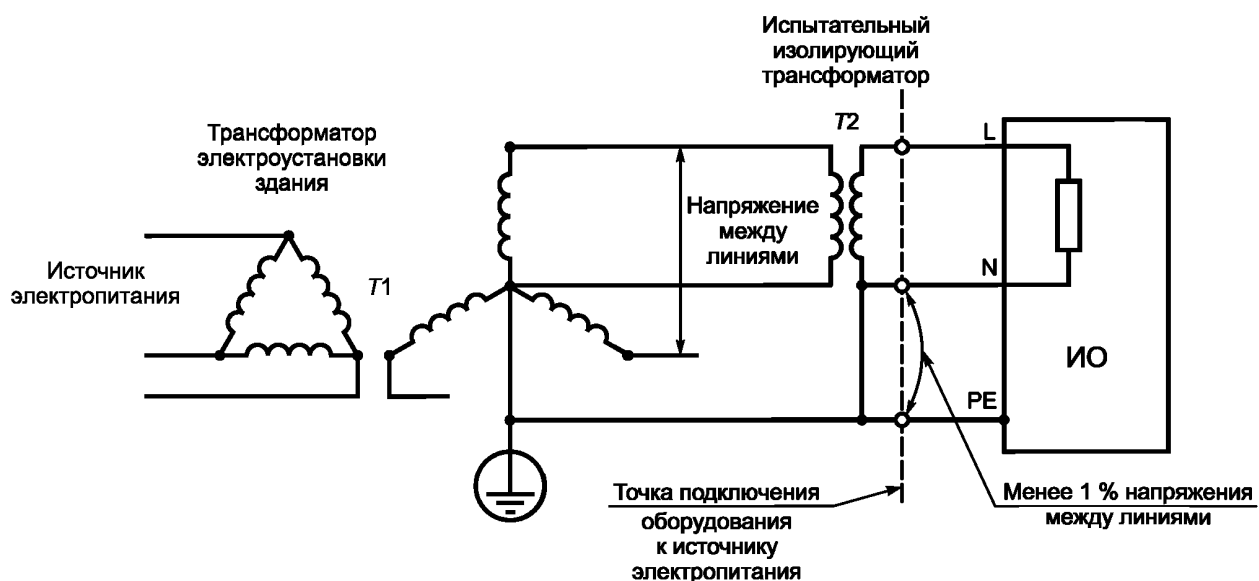 Испытательный
изолирующий
трансформатор
Трансформатор
электроустановки
здания
T2
L
Напряжение
между
линиями
Источник
электропитания
T1
N
ИО
PE
Точка подключения
оборудования
к источнику
электропитания
Менее 1 % напряжения
между линиями